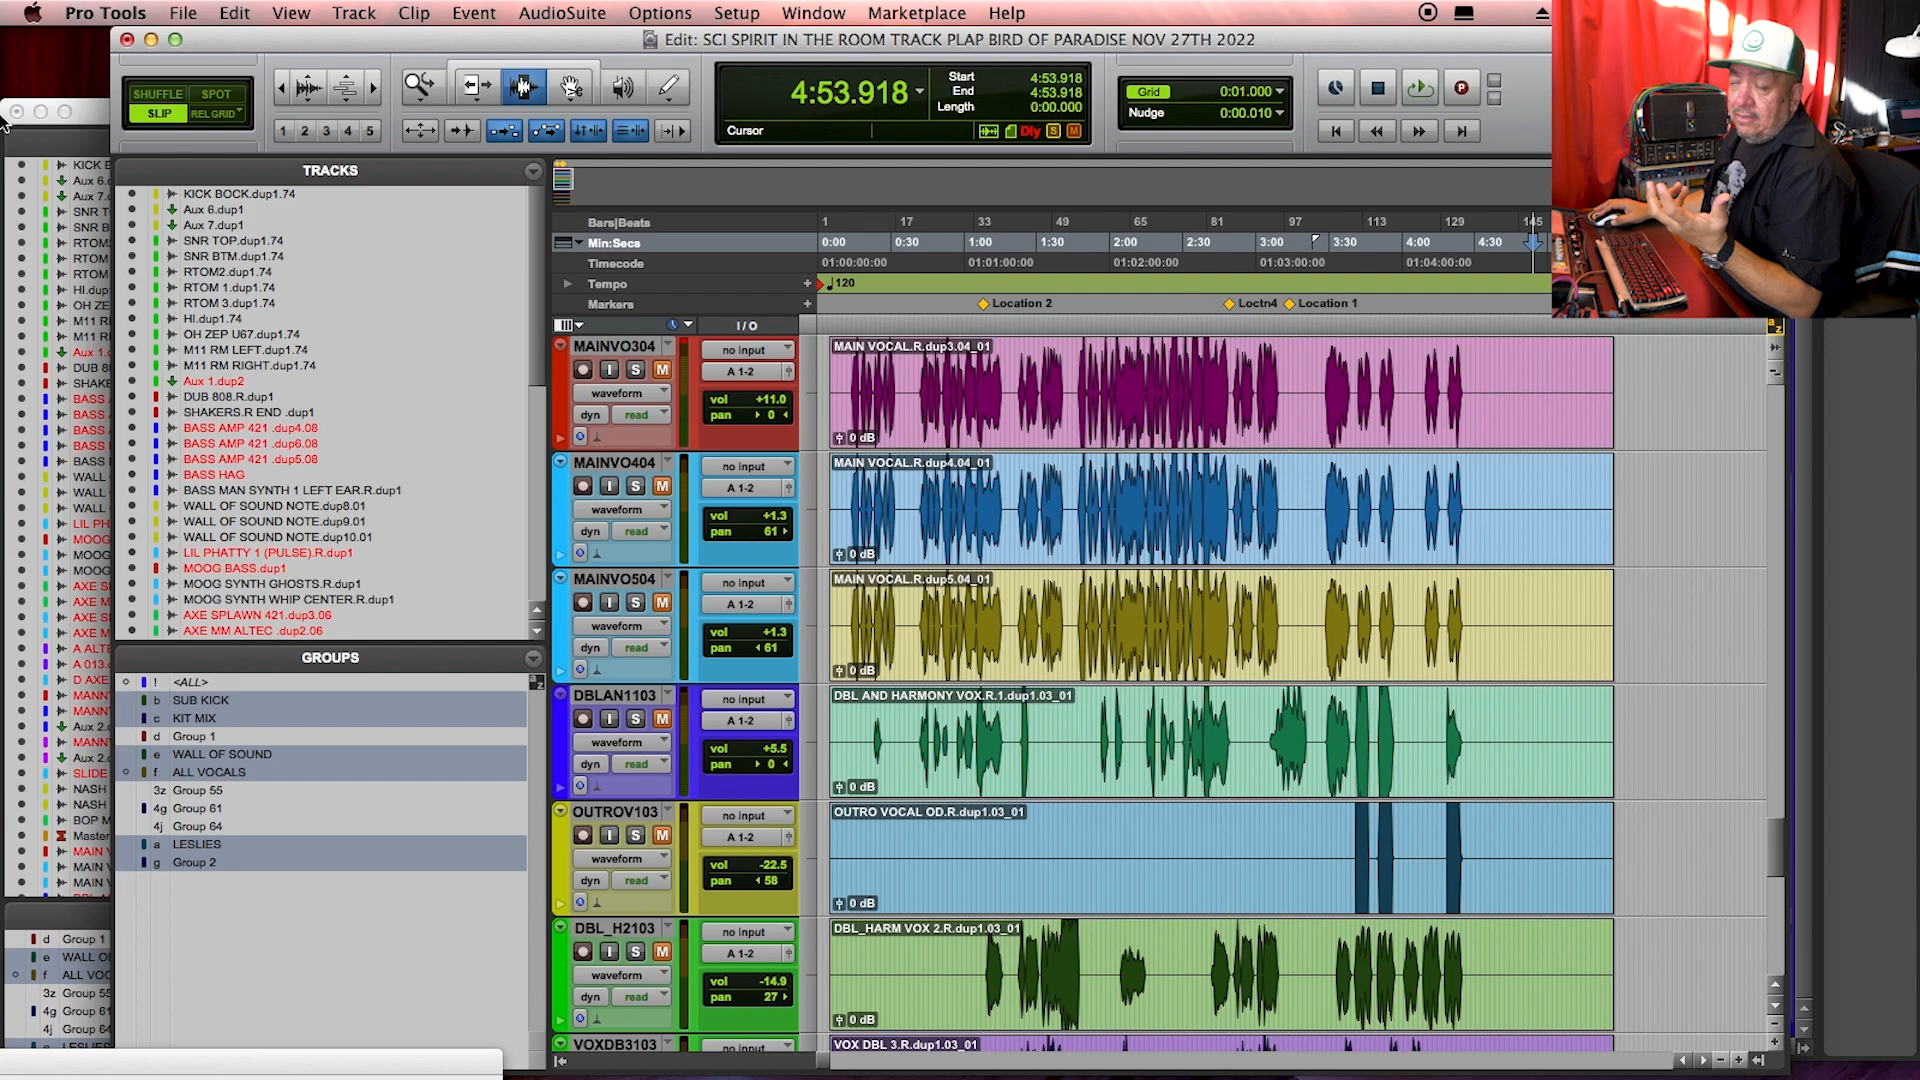 Pro Tools File Edit View Track Clip Event AudioSuite Options Setup Window Marketplace Help
Edit: SCI SPIRIT IN THE ROOM TRACK PLAP BIRD OF PARADISE NOV 27TH 2022
SHUFFLE SPOT
SLIP REL GRID
1 2 3 4 5
4:53.918
Start 4:53.918
End 4:53.918
Length 0:00.000
Cursor
Dly S M
Grid 0:01.000
Nudge 0:00.010
TRACKS
KICK BOCK.dup1.74
Aux 6.dup1
Aux 7.dup1
SNR TOP.dup1.74
SNR BTM.dup1.74
RTOM2.dup1.74
RTOM 1.dup1.74
RTOM 3.dup1.74
HI.dup1.74
OH ZEP U67.dup1.74
M11 RM LEFT.dup1.74
M11 RM RIGHT.dup1.74
Aux 1.dup2
DUB 808.R.dup1
SHAKERS.R END .dup1
BASS AMP 421 .dup4.08
BASS AMP 421 .dup6.08
BASS AMP 421 .dup5.08
BASS HAG
BASS MAN SYNTH 1 LEFT EAR.R.dup1
WALL OF SOUND NOTE.dup8.01
WALL OF SOUND NOTE.dup9.01
WALL OF SOUND NOTE.dup10.01
LIL PHATTY 1 (PULSE).R.dup1
MOOG BASS.dup1
MOOG SYNTH GHOSTS.R.dup1
MOOG SYNTH WHIP CENTER.R.dup1
AXE SPLAWN 421.dup3.06
AXE MM ALTEC .dup2.06
GROUPS
! <ALL>
b SUB KICK
c KIT MIX
d Group 1
e WALL OF SOUND
f ALL VOCALS
3z Group 55
4g Group 61
4j Group 64
a LESLIES
g Group 2
Bars|Beats 1 17 33 49 65 81 97 113 129 145
Min:Secs 0:00 0:30 1:00 1:30 2:00 2:30 3:00 3:30 4:00 4:30
Timecode 01:00:00:00 01:01:00:00 01:02:00:00 01:03:00:00 01:04:00:00
Tempo 120
Markers Location 2 Loctn4 Location 1
I/O
MAINVO304 no input MAIN VOCAL.R.dup3.04_01
I S M A 1-2
waveform vol +11.0
dyn read pan 0
0 dB
MAINVO404 no input MAIN VOCAL.R.dup4.04_01
I S M A 1-2
waveform vol +1.3
dyn read pan 61
0 dB
MAINVO504 no input MAIN VOCAL.R.dup5.04_01
I S M A 1-2
waveform vol +1.3
dyn read pan 61
0 dB
DBLAN1103 no input DBL AND HARMONY VOX.R.1.dup1.03_01
I S M A 1-2
waveform vol +5.5
dyn read pan 0
0 dB
OUTROV103 no input OUTRO VOCAL OD.R.dup1.03_01
I S M A 1-2
waveform vol -22.5
dyn read pan 58
0 dB
DBL_H2103 no input DBL_HARM VOX 2.R.dup1.03_01
I S M A 1-2
waveform vol -14.9
dyn read pan 27
0 dB
VOXDB3103 no input VOX DBL 3.R.dup1.03_01